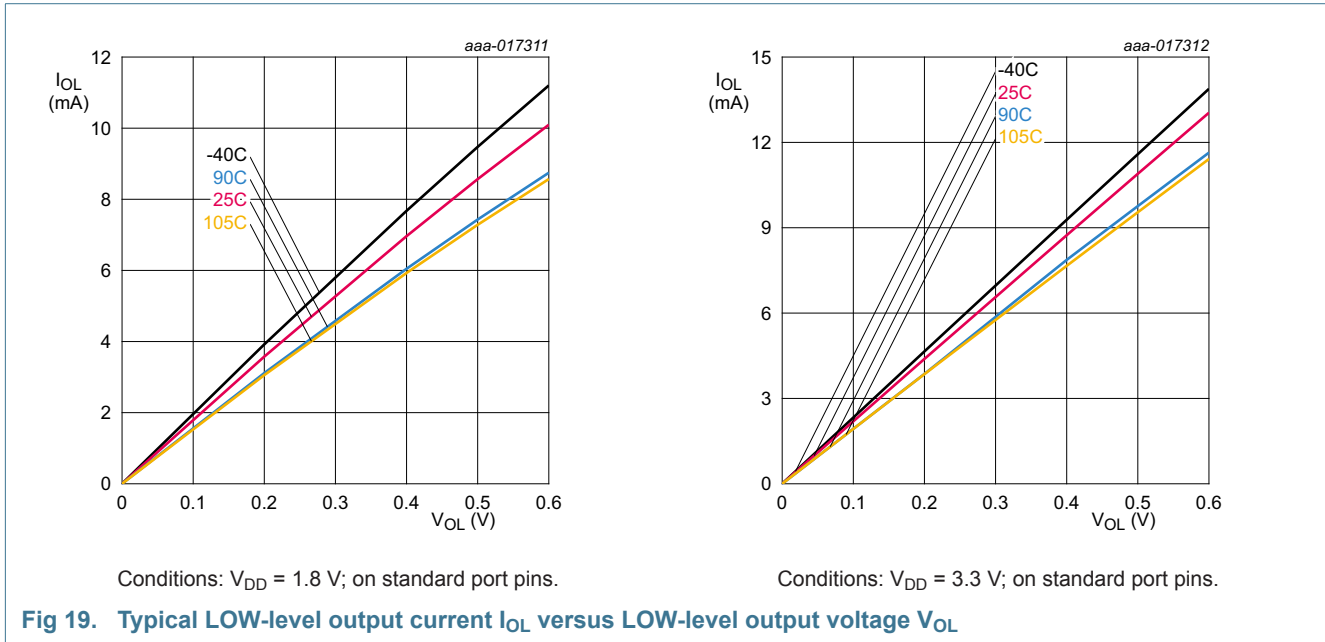 aaa-017311
12
10
8
6
4
2
0
I_OL
(mA)
-40C
90C
25C
105C
0 0.1 0.2 0.3 0.4 0.5 0.6
V_OL (V)
Conditions: V_DD = 1.8 V; on standard port pins.
aaa-017312
15
12
9
6
3
0
I_OL
(mA)
-40C
25C
90C
105C
0 0.1 0.2 0.3 0.4 0.5 0.6
V_OL (V)
Conditions: V_DD = 3.3 V; on standard port pins.
Fig 19. Typical LOW-level output current I_OL versus LOW-level output voltage V_OL